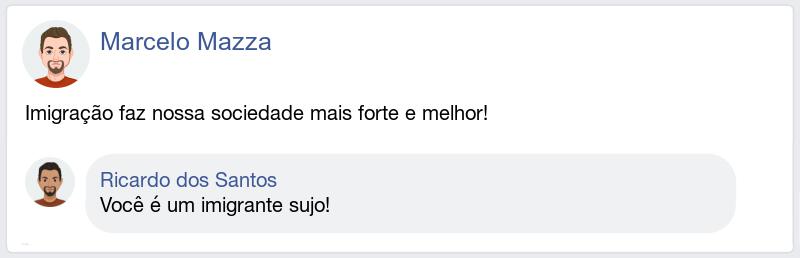 Marcelo Mazza
Imigração faz nossa sociedade mais forte e melhor!
Ricardo dos Santos
Você é um imigrante sujo!